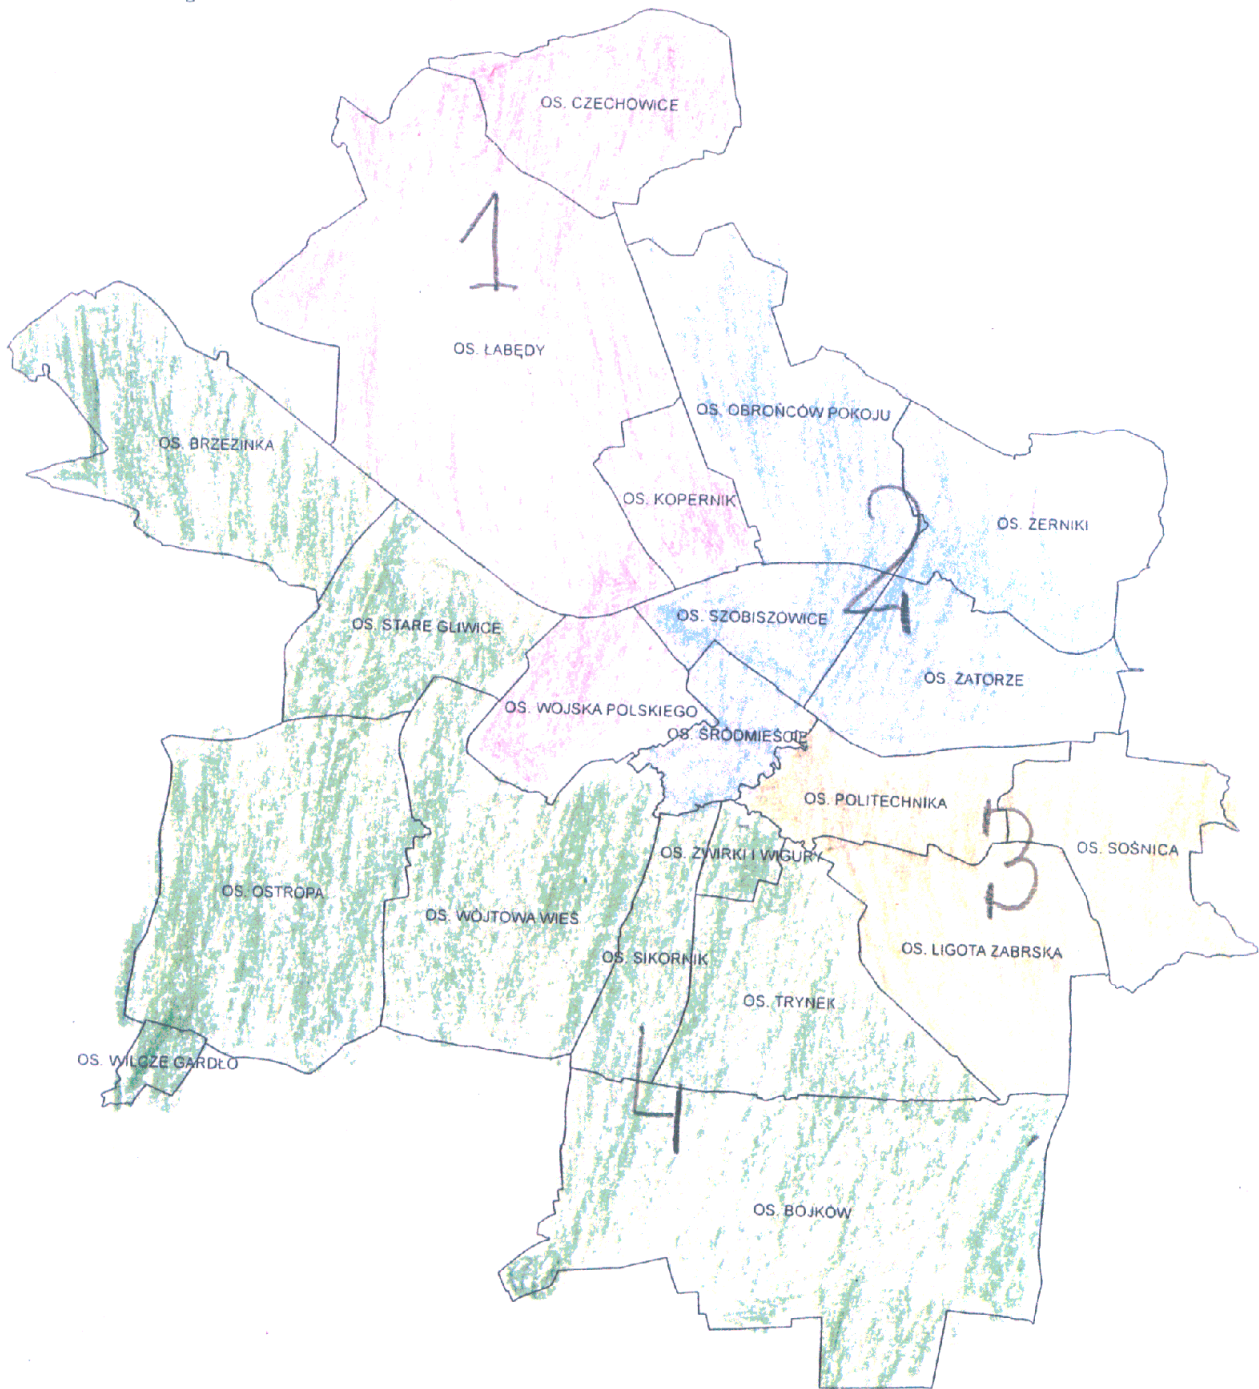 OS. CZECHOWICE
1
OS. ŁABĘDY
OS. OBROŃCÓW POKOJU
OS. BRZEZINKA
OS. KOPERNIK
2
OS. ŻERNIKI
OS. STARE GLIWICE
OS. SZOBISZOWICE
OS. ZATORZE
OS. WOJSKA POLSKIEGO
OS. ŚRÓDMIEŚCIE
OS. POLITECHNIKA
3
OS. SOŚNICA
OS. ŻWIRKI I WIGURY
OS. OSTROPA
OS. WÓJTOWA WIEŚ
OS. SIKORNIK
OS. LIGOTA ZABRSKA
OS. TRYNEK
OS. WILCZE GARDŁO
4
OS. BOJKÓW